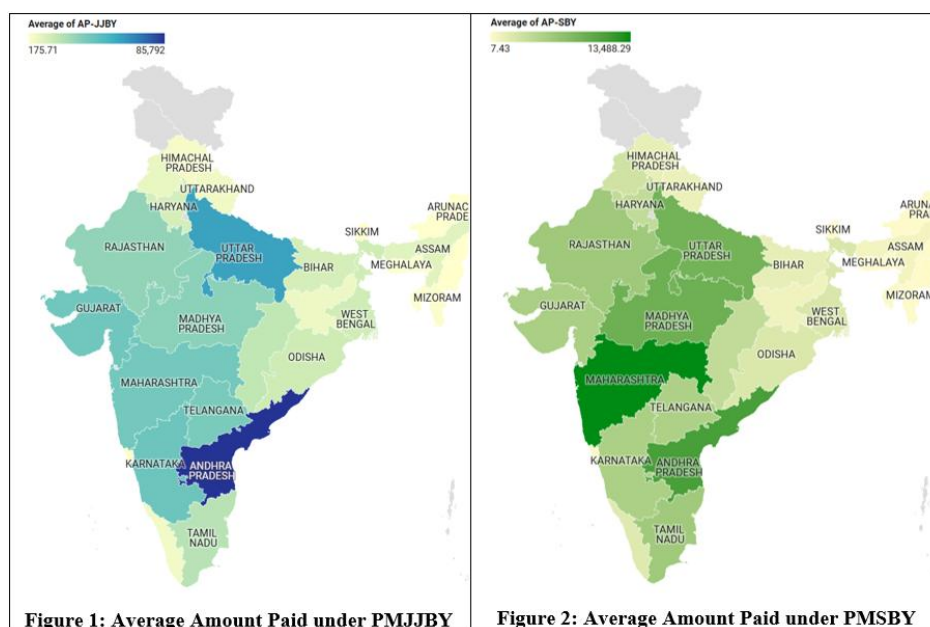 Average of AP-JJBY
175.71 85,792
HIMACHAL
PRADESH
UTTARAKHAND
HARYANA
RAJASTHAN
UTTAR
PRADESH
SIKKIM
ARUNAC
PRADE
ASSAM
BIHAR
MEGHALAYA
MIZORAM
GUJARAT
MADHYA
PRADESH
WEST
BENGAL
ODISHA
MAHARASHTRA
TELANGANA
KARNATAKA
ANDHRA
PRADESH
TAMIL
NADU
Figure 1: Average Amount Paid under PMJJBY
Average of AP-SBY
7.43 13,488.29
HIMACHAL
PRADESH
UTTARAKHAND
HARYANA
RAJASTHAN
UTTAR
PRADESH
SIKKIM
ARUNAC
PRADE
ASSAM
BIHAR
MEGHALAYA
MIZORAM
GUJARAT
MADHYA
PRADESH
WEST
BENGAL
ODISHA
MAHARASHTRA
TELANGANA
KARNATAKA
ANDHRA
PRADESH
TAMIL
NADU
Figure 2: Average Amount Paid under PMSBY